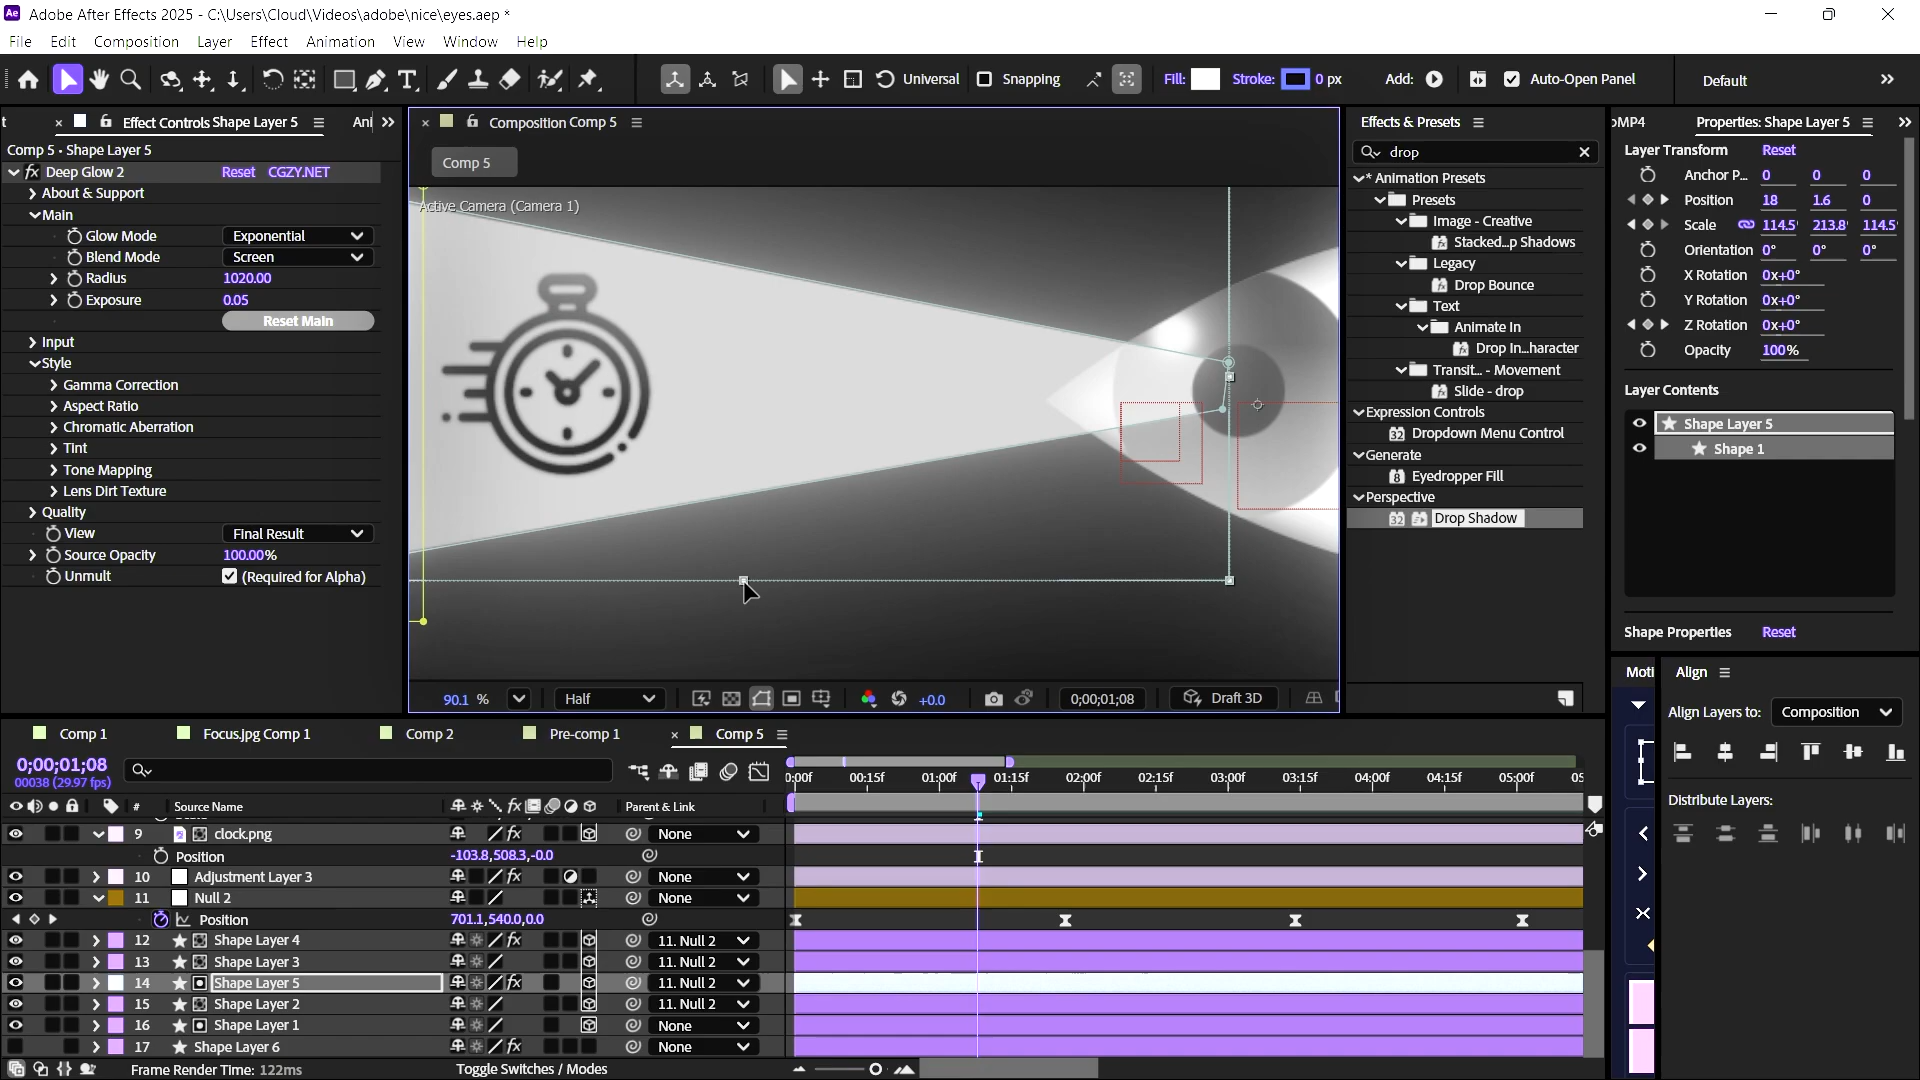 Adobe After Effects 2025 - C:\Users\Cloud\Videos\adobe\nice\eyes.aep *
File Edit Composition Layer Effect Animation View Window Help
Universal Snapping Fill: Stroke: 0 px Add: Auto-Open Panel Default
Effect Controls Shape Layer 5
Comp 5 • Shape Layer 5
Deep Glow 2 Reset CGZY.NET
About & Support
Main
Glow Mode Exponential
Blend Mode Screen
Radius 1020.00
Exposure 0.05
Reset Main
Input
Style
Gamma Correction
Aspect Ratio
Chromatic Aberration
Tint
Tone Mapping
Lens Dirt Texture
Quality
View Final Result
Source Opacity 100.00%
Unmult (Required for Alpha)
Composition Comp 5
Comp 5
Active Camera (Camera 1)
90.1 % Half +0.0 0;00;01;08 Draft 3D
Effects & Presets
drop
* Animation Presets
Presets
Image - Creative
Stacked...p Shadows
Legacy
Drop Bounce
Text
Animate In
Drop In...haracter
Transit... - Movement
Slide - drop
Expression Controls
32 Dropdown Menu Control
Generate
8 Eyedropper Fill
Perspective
32 Drop Shadow
Properties: Shape Layer 5
Layer Transform Reset
Anchor P... 0 0 0
Position 18 1.6 0
Scale 114.5 213.8 114.5
Orientation 0° 0° 0°
X Rotation 0x+0°
Y Rotation 0x+0°
Z Rotation 0x+0°
Opacity 100%
Layer Contents
Shape Layer 5
Shape 1
Shape Properties Reset
Align
Align Layers to: Composition
Distribute Layers:
Comp 1 Focus.jpg Comp 1 Comp 2 Pre-comp 1 Comp 5
0;00;01;08
00038 (29.97 fps)
0:00f 00:15f 01:00f 01:15f 02:00f 02:15f 03:00f 03:15f 04:00f 04:15f 05:00f
# Source Name Parent & Link
9 clock.png None
Position -103.8,508.3,-0.0
10 Adjustment Layer 3 None
11 Null 2 None
Position 701.1,540.0,0.0
12 Shape Layer 4 11. Null 2
13 Shape Layer 3 11. Null 2
14 Shape Layer 5 11. Null 2
15 Shape Layer 2 11. Null 2
16 Shape Layer 1 None
17 Shape Layer 6 None
Frame Render Time: 122ms Toggle Switches / Modes